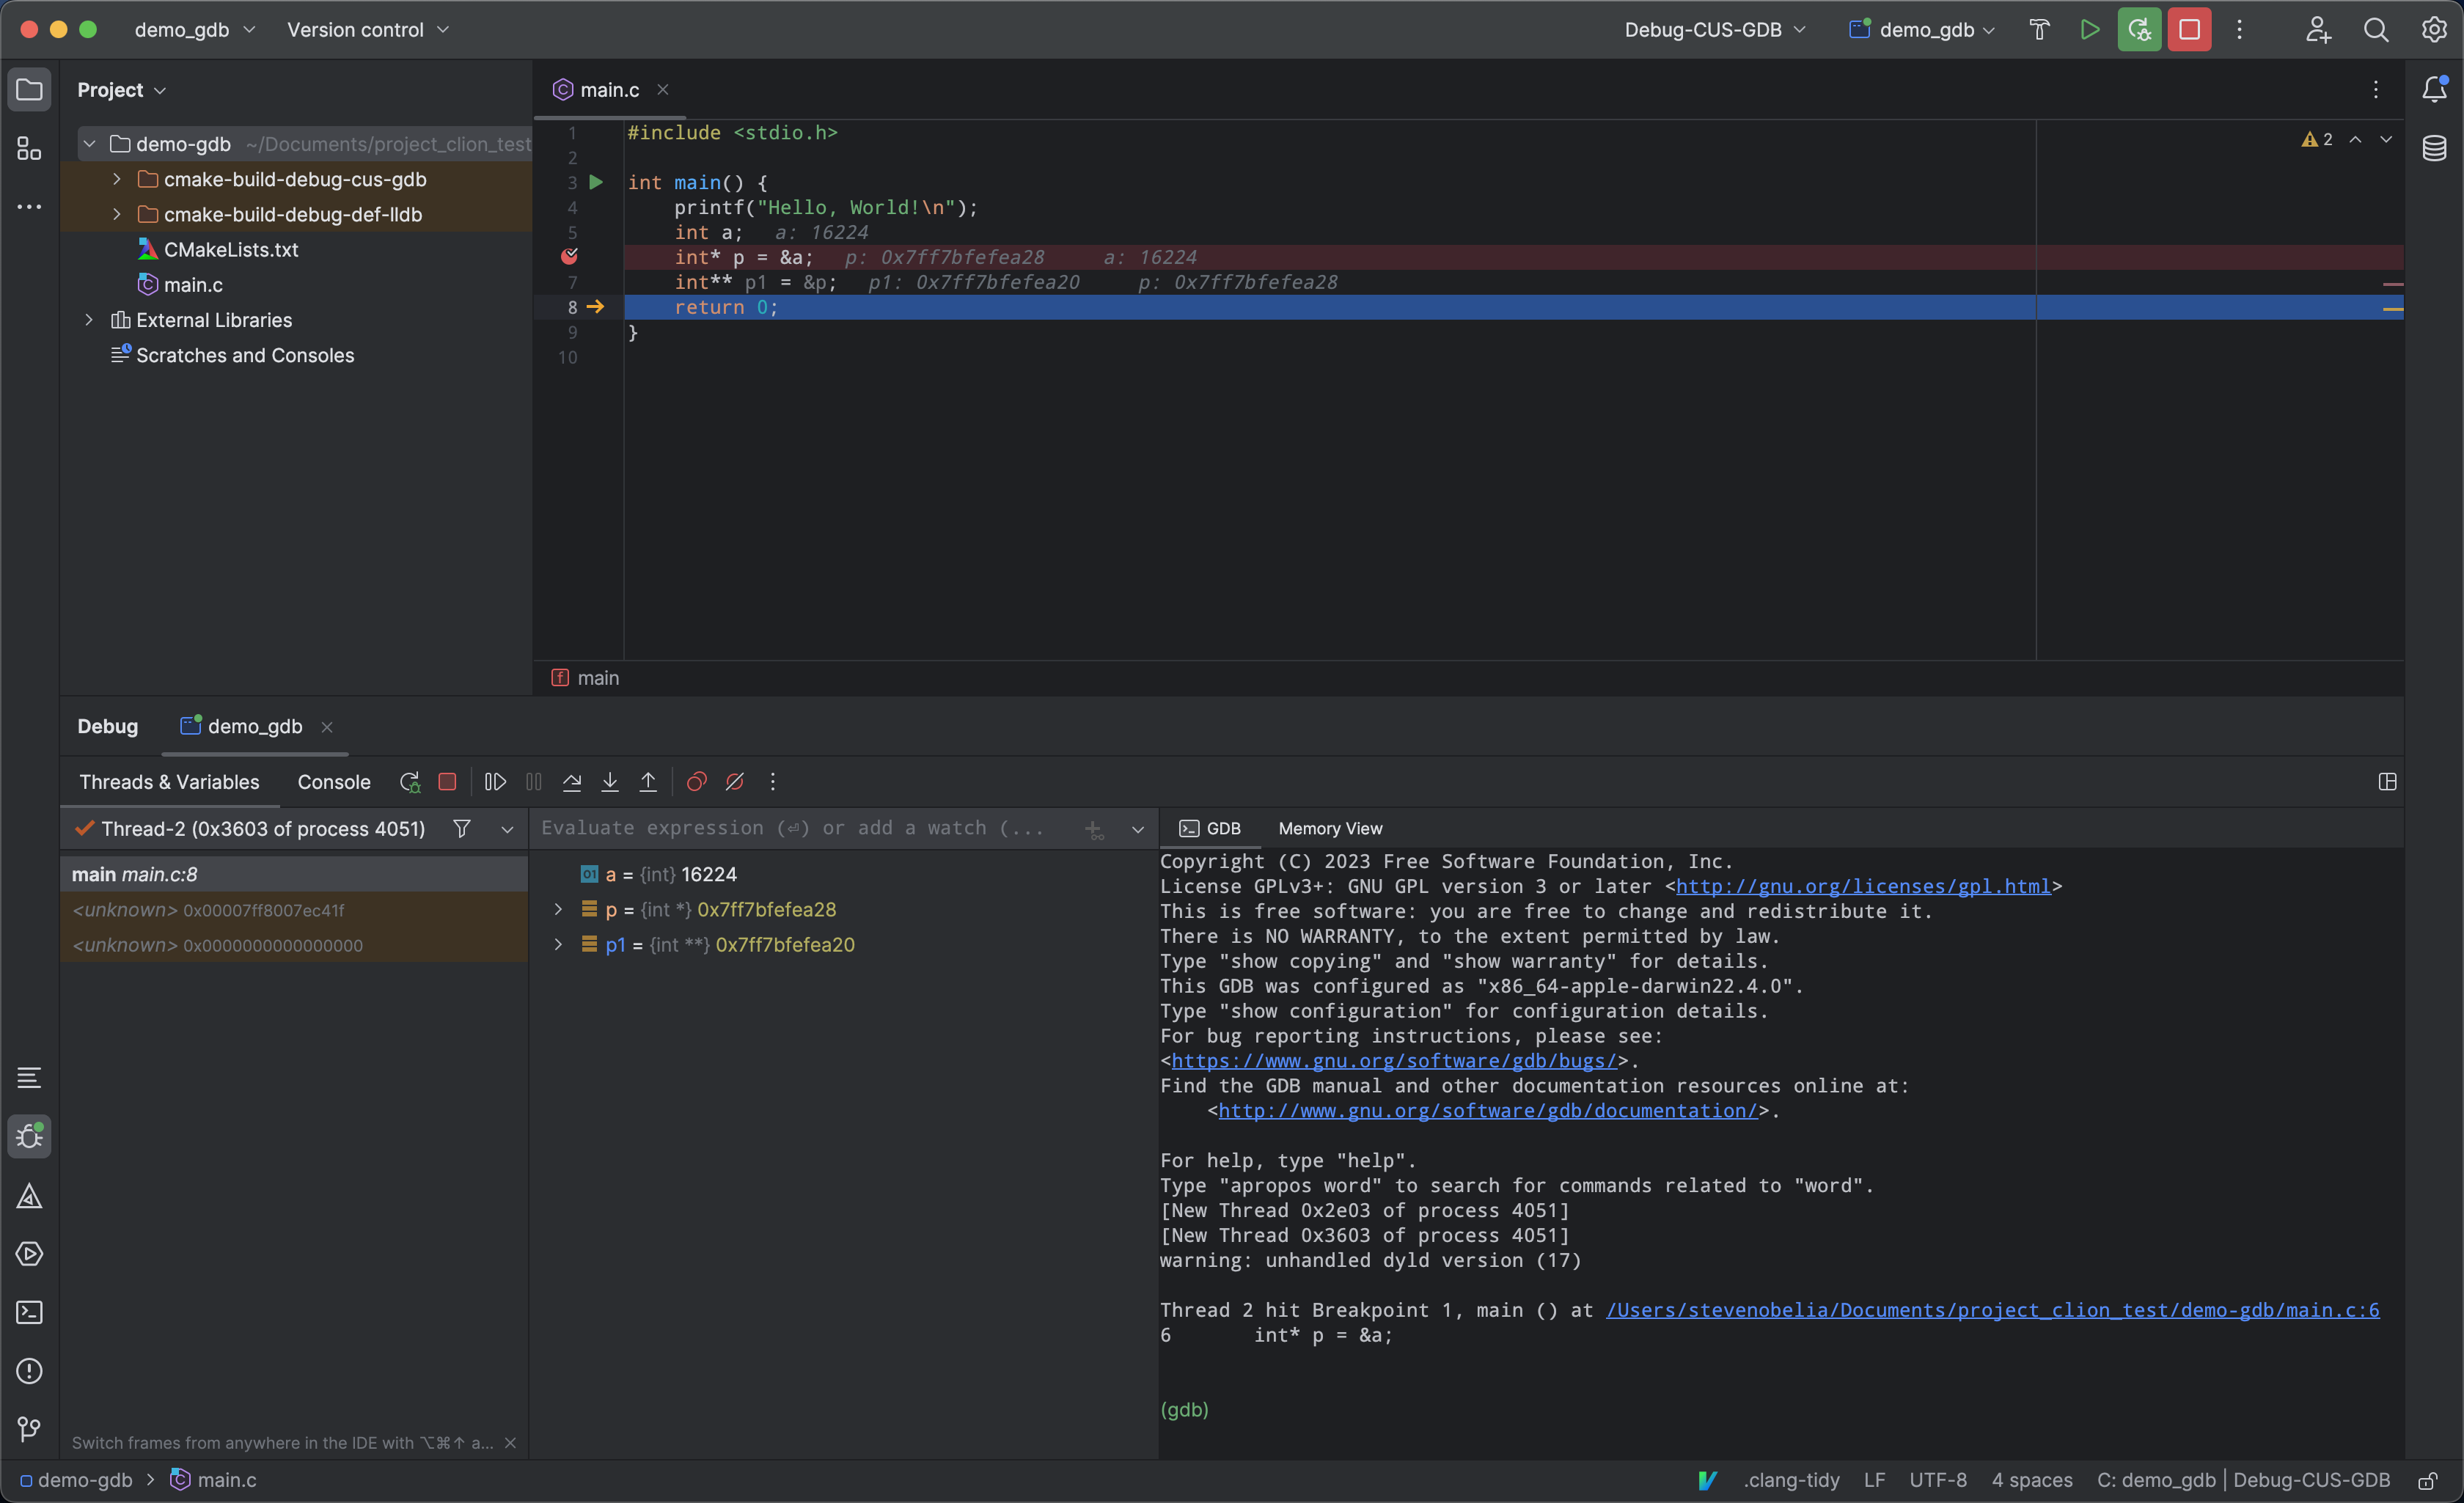 demo_gdb Version control Debug-CUS-GDB demo_gdb
Project
demo-gdb ~/Documents/project_clion_test
cmake-build-debug-cus-gdb
cmake-build-debug-def-lldb
CMakeLists.txt
main.c
External Libraries
Scratches and Consoles
main.c
2
1 #include <stdio.h>
2
3 int main() {
4 printf("Hello, World!\n");
5 int a; a: 16224
int* p = &a; p: 0x7ff7bfefea28 a: 16224
7 int** p1 = &p; p1: 0x7ff7bfefea20 p: 0x7ff7bfefea28
8 return 0;
9 }
10
f main
Debug demo_gdb
Threads & Variables Console
Thread-2 (0x3603 of process 4051)
main main.c:8
<unknown> 0x00007ff8007ec41f
<unknown> 0x0000000000000000
Switch frames from anywhere in the IDE with ⌥⌘↑ a...
Evaluate expression (⏎) or add a watch (...
01 a = {int} 16224
p = {int *} 0x7ff7bfefea28
p1 = {int **} 0x7ff7bfefea20
GDB Memory View
Copyright (C) 2023 Free Software Foundation, Inc.
License GPLv3+: GNU GPL version 3 or later <http://gnu.org/licenses/gpl.html>
This is free software: you are free to change and redistribute it.
There is NO WARRANTY, to the extent permitted by law.
Type "show copying" and "show warranty" for details.
This GDB was configured as "x86_64-apple-darwin22.4.0".
Type "show configuration" for configuration details.
For bug reporting instructions, please see:
<https://www.gnu.org/software/gdb/bugs/>.
Find the GDB manual and other documentation resources online at:
<http://www.gnu.org/software/gdb/documentation/>.
For help, type "help".
Type "apropos word" to search for commands related to "word".
[New Thread 0x2e03 of process 4051]
[New Thread 0x3603 of process 4051]
warning: unhandled dyld version (17)
Thread 2 hit Breakpoint 1, main () at /Users/stevenobelia/Documents/project_clion_test/demo-gdb/main.c:6
6 int* p = &a;
(gdb)
demo-gdb > main.c .clang-tidy LF UTF-8 4 spaces C: demo_gdb | Debug-CUS-GDB